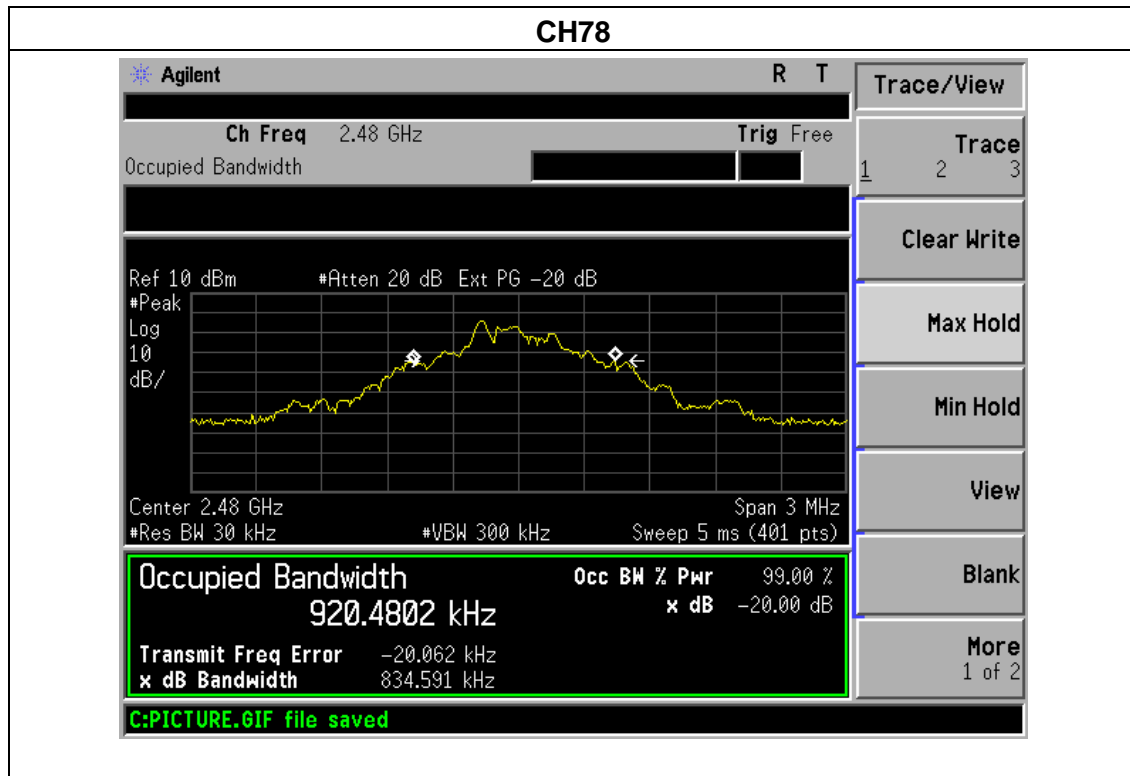 CH78
Agilent R T
Trace/View
Ch Freq 2.48 GHz Trig Free
Occupied Bandwidth
Trace
1 2 3
Clear Write
Ref 10 dBm #Atten 20 dB Ext PG -20 dB
#Peak
Log
10
dB/
Max Hold
Min Hold
View
Center 2.48 GHz Span 3 MHz
#Res BW 30 kHz #VBW 300 kHz Sweep 5 ms (401 pts)
Occupied Bandwidth Occ BW % Pwr 99.00 %
920.4802 kHz x dB -20.00 dB
Blank
Transmit Freq Error -20.062 kHz
x dB Bandwidth 834.591 kHz
More
1 of 2
C:PICTURE.GIF file saved